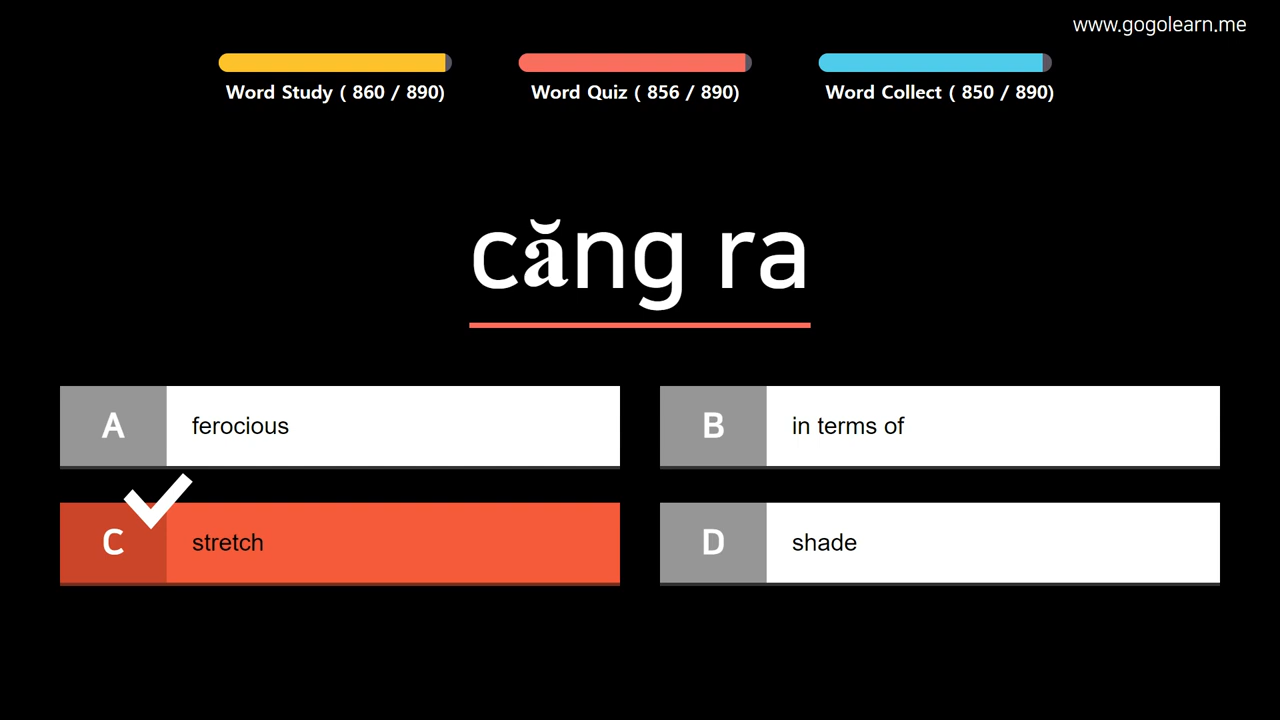 www.gogolearn.me
Word Study ( 860 / 890)
Word Quiz ( 856 / 890)
Word Collect ( 850 / 890)
căng ra
A ferocious
B in terms of
C stretch
D shade